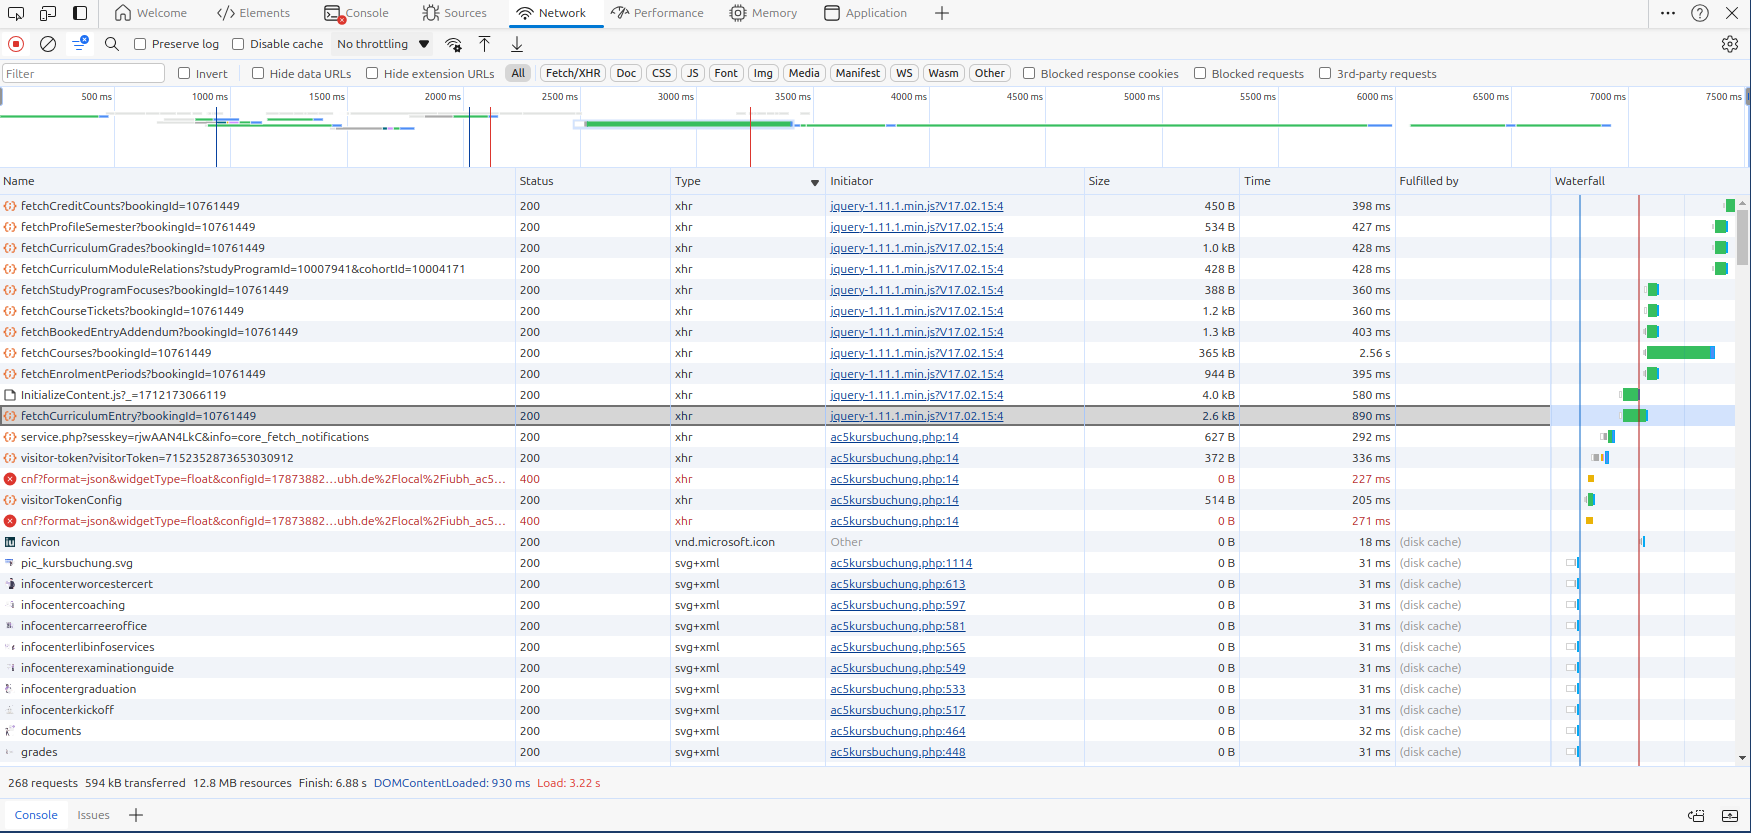 Welcome Elements Console Sources Network Performance Memory Application
Preserve log Disable cache No throttling
Filter Invert Hide data URLs Hide extension URLs All Fetch/XHR Doc CSS JS Font Img Media Manifest WS Wasm Other Blocked response cookies Blocked requests 3rd-party requests
500 ms 1000 ms 1500 ms 2000 ms 2500 ms 3000 ms 3500 ms 4000 ms 4500 ms 5000 ms 5500 ms 6000 ms 6500 ms 7000 ms 7500 ms
Name Status Type Initiator Size Time Fulfilled by Waterfall
fetchCreditCounts?bookingId=10761449 200 xhr jquery-1.11.1.min.js?V17.02.15:4 450 B 398 ms
fetchProfileSemester?bookingId=10761449 200 xhr jquery-1.11.1.min.js?V17.02.15:4 534 B 427 ms
fetchCurriculumGrades?bookingId=10761449 200 xhr jquery-1.11.1.min.js?V17.02.15:4 1.0 kB 428 ms
fetchCurriculumModuleRelations?studyProgramId=10007941&cohortId=10004171 200 xhr jquery-1.11.1.min.js?V17.02.15:4 428 B 428 ms
fetchStudyProgramFocuses?bookingId=10761449 200 xhr jquery-1.11.1.min.js?V17.02.15:4 388 B 360 ms
fetchCourseTickets?bookingId=10761449 200 xhr jquery-1.11.1.min.js?V17.02.15:4 1.2 kB 360 ms
fetchBookedEntryAddendum?bookingId=10761449 200 xhr jquery-1.11.1.min.js?V17.02.15:4 1.3 kB 403 ms
fetchCourses?bookingId=10761449 200 xhr jquery-1.11.1.min.js?V17.02.15:4 365 kB 2.56 s
fetchEnrolmentPeriods?bookingId=10761449 200 xhr jquery-1.11.1.min.js?V17.02.15:4 944 B 395 ms
InitializeContent.js?_=1712173066119 200 xhr jquery-1.11.1.min.js?V17.02.15:4 4.0 kB 580 ms
fetchCurriculumEntry?bookingId=10761449 200 xhr jquery-1.11.1.min.js?V17.02.15:4 2.6 kB 890 ms
service.php?sesskey=rjwAAN4LkC&info=core_fetch_notifications 200 xhr ac5kursbuchung.php:14 627 B 292 ms
visitor-token?visitorToken=7152352873653030912 200 xhr ac5kursbuchung.php:14 372 B 336 ms
cnf?format=json&widgetType=float&configId=17873882…ubh.de%2Flocal%2Fiubh_ac5... 400 xhr ac5kursbuchung.php:14 0 B 227 ms
visitorTokenConfig 200 xhr ac5kursbuchung.php:14 514 B 205 ms
cnf?format=json&widgetType=float&configId=17873882…ubh.de%2Flocal%2Fiubh_ac5... 400 xhr ac5kursbuchung.php:14 0 B 271 ms
favicon 200 vnd.microsoft.icon Other 0 B 18 ms (disk cache)
pic_kursbuchung.svg 200 svg+xml ac5kursbuchung.php:1114 0 B 31 ms (disk cache)
infocenterworcestercert 200 svg+xml ac5kursbuchung.php:613 0 B 31 ms (disk cache)
infocentercoaching 200 svg+xml ac5kursbuchung.php:597 0 B 31 ms (disk cache)
infocentercarreeroffice 200 svg+xml ac5kursbuchung.php:581 0 B 31 ms (disk cache)
infocenterlibinfoservices 200 svg+xml ac5kursbuchung.php:565 0 B 31 ms (disk cache)
infocenterexaminationguide 200 svg+xml ac5kursbuchung.php:549 0 B 31 ms (disk cache)
infocentergraduation 200 svg+xml ac5kursbuchung.php:533 0 B 31 ms (disk cache)
infocenterkickoff 200 svg+xml ac5kursbuchung.php:517 0 B 31 ms (disk cache)
documents 200 svg+xml ac5kursbuchung.php:464 0 B 32 ms (disk cache)
grades 200 svg+xml ac5kursbuchung.php:448 0 B 31 ms (disk cache)
268 requests 594 kB transferred 12.8 MB resources Finish: 6.88 s DOMContentLoaded: 930 ms Load: 3.22 s
Console Issues